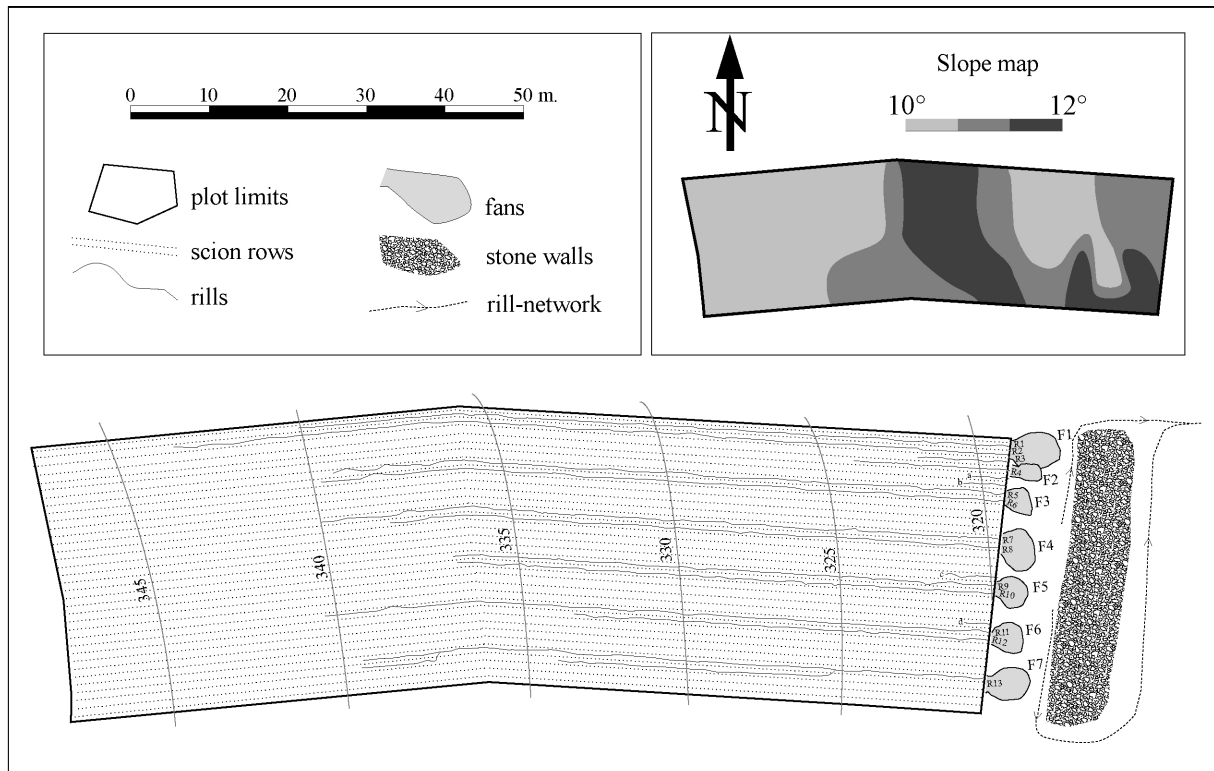 0 10 20 30 40 50 m.
plot limits
fans
scion rows
stone walls
rills
rill-network
N
Slope map
10° 12°
345
340
335
330
325
320
R1
R2
R3
R4
F1
F2
a
b
R5
R6
F3
R7
R8
F4
c
R9
R10
F5
d
R11
R12
F6
R13
F7